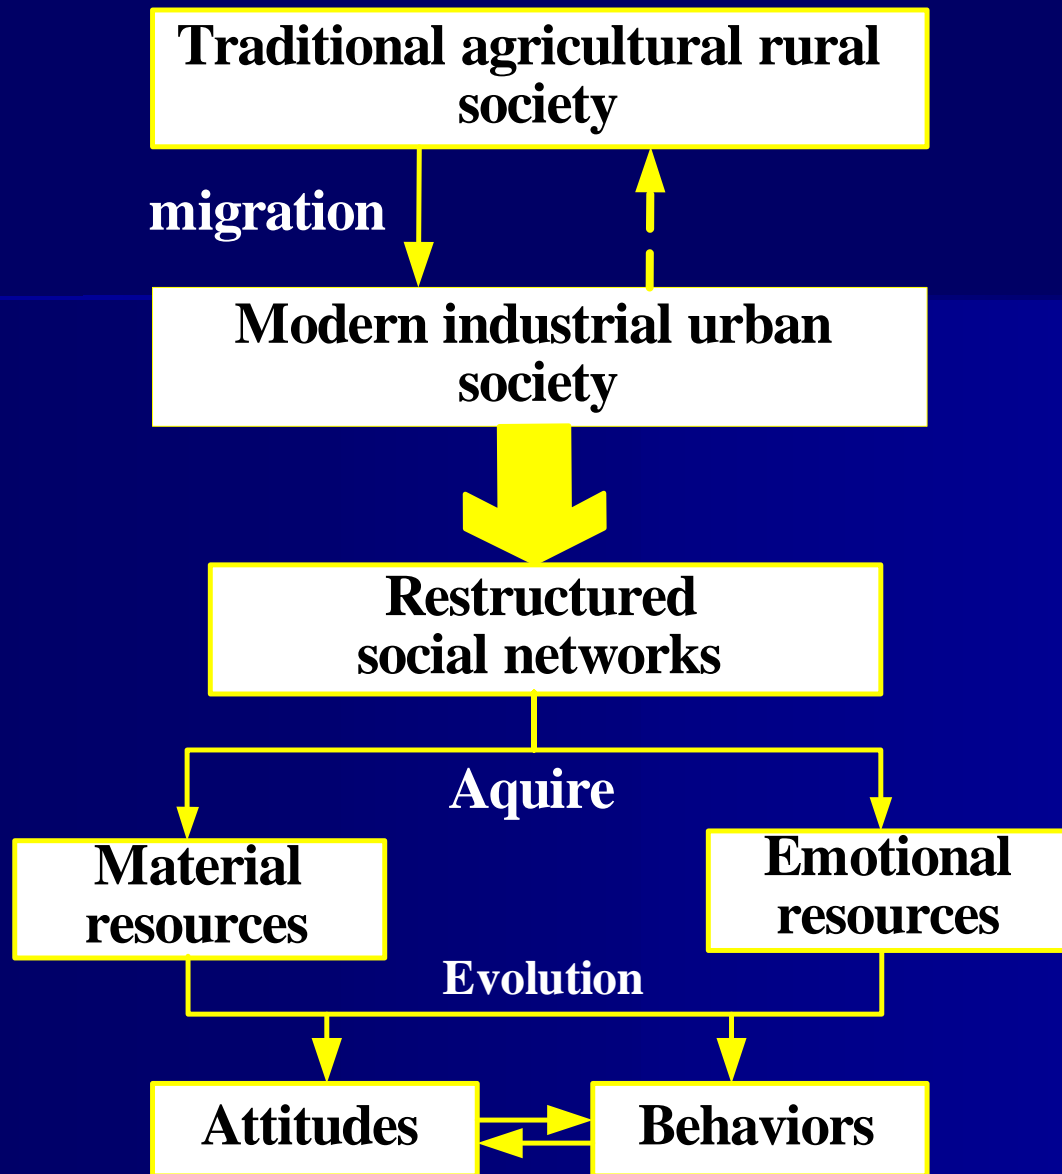 Traditional agricultural rural
society
migration
Modern industrial urban
society
Restructured
social networks
Aquire
Material
resources
Emotional
resources
Evolution
Attitudes
Behaviors